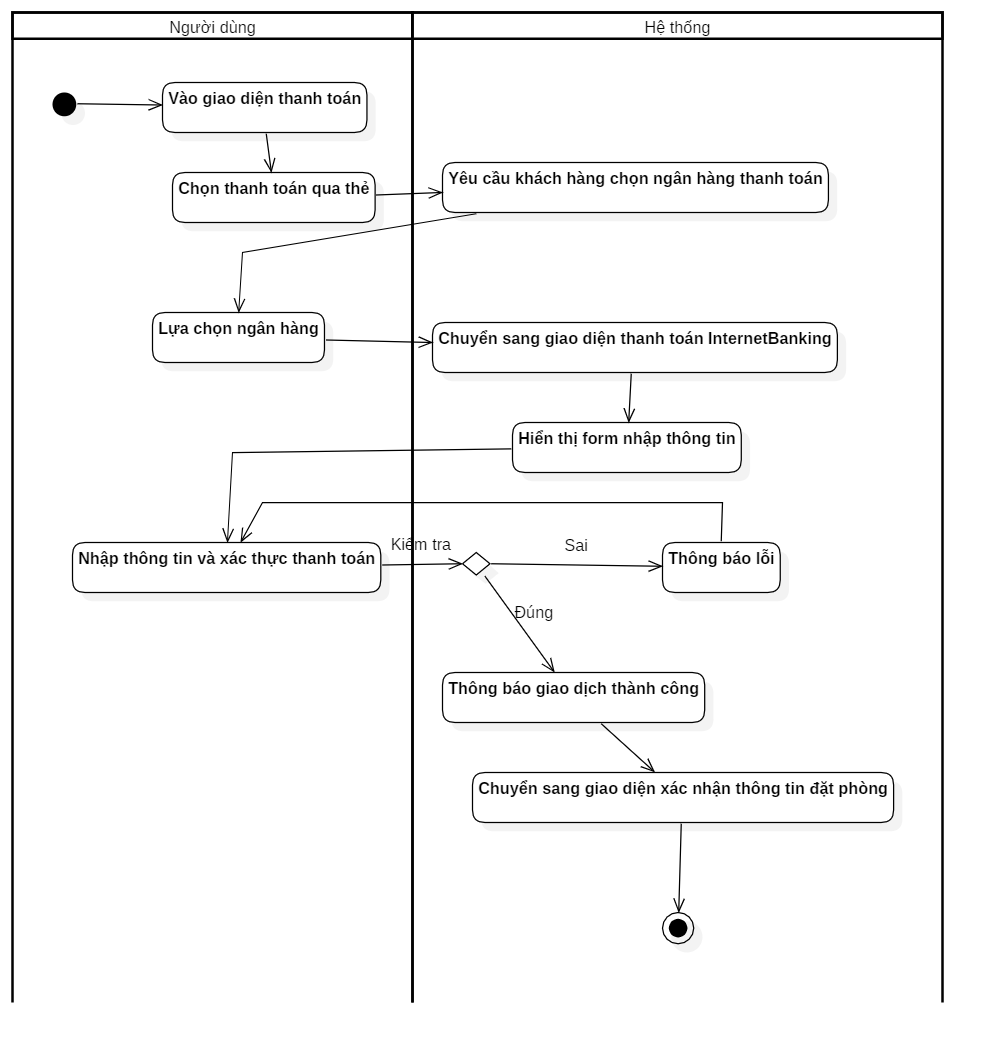 Người dùng
Hệ thống
Vào giao diện thanh toán
Chọn thanh toán qua thẻ
Yêu cầu khách hàng chọn ngân hàng thanh toán
Lựa chọn ngân hàng
Chuyển sang giao diện thanh toán InternetBanking
Hiển thị form nhập thông tin
Kiểm tra
Sai
Nhập thông tin và xác thực thanh toán
Thông báo lỗi
Đúng
Thông báo giao dịch thành công
Chuyển sang giao diện xác nhận thông tin đặt phòng